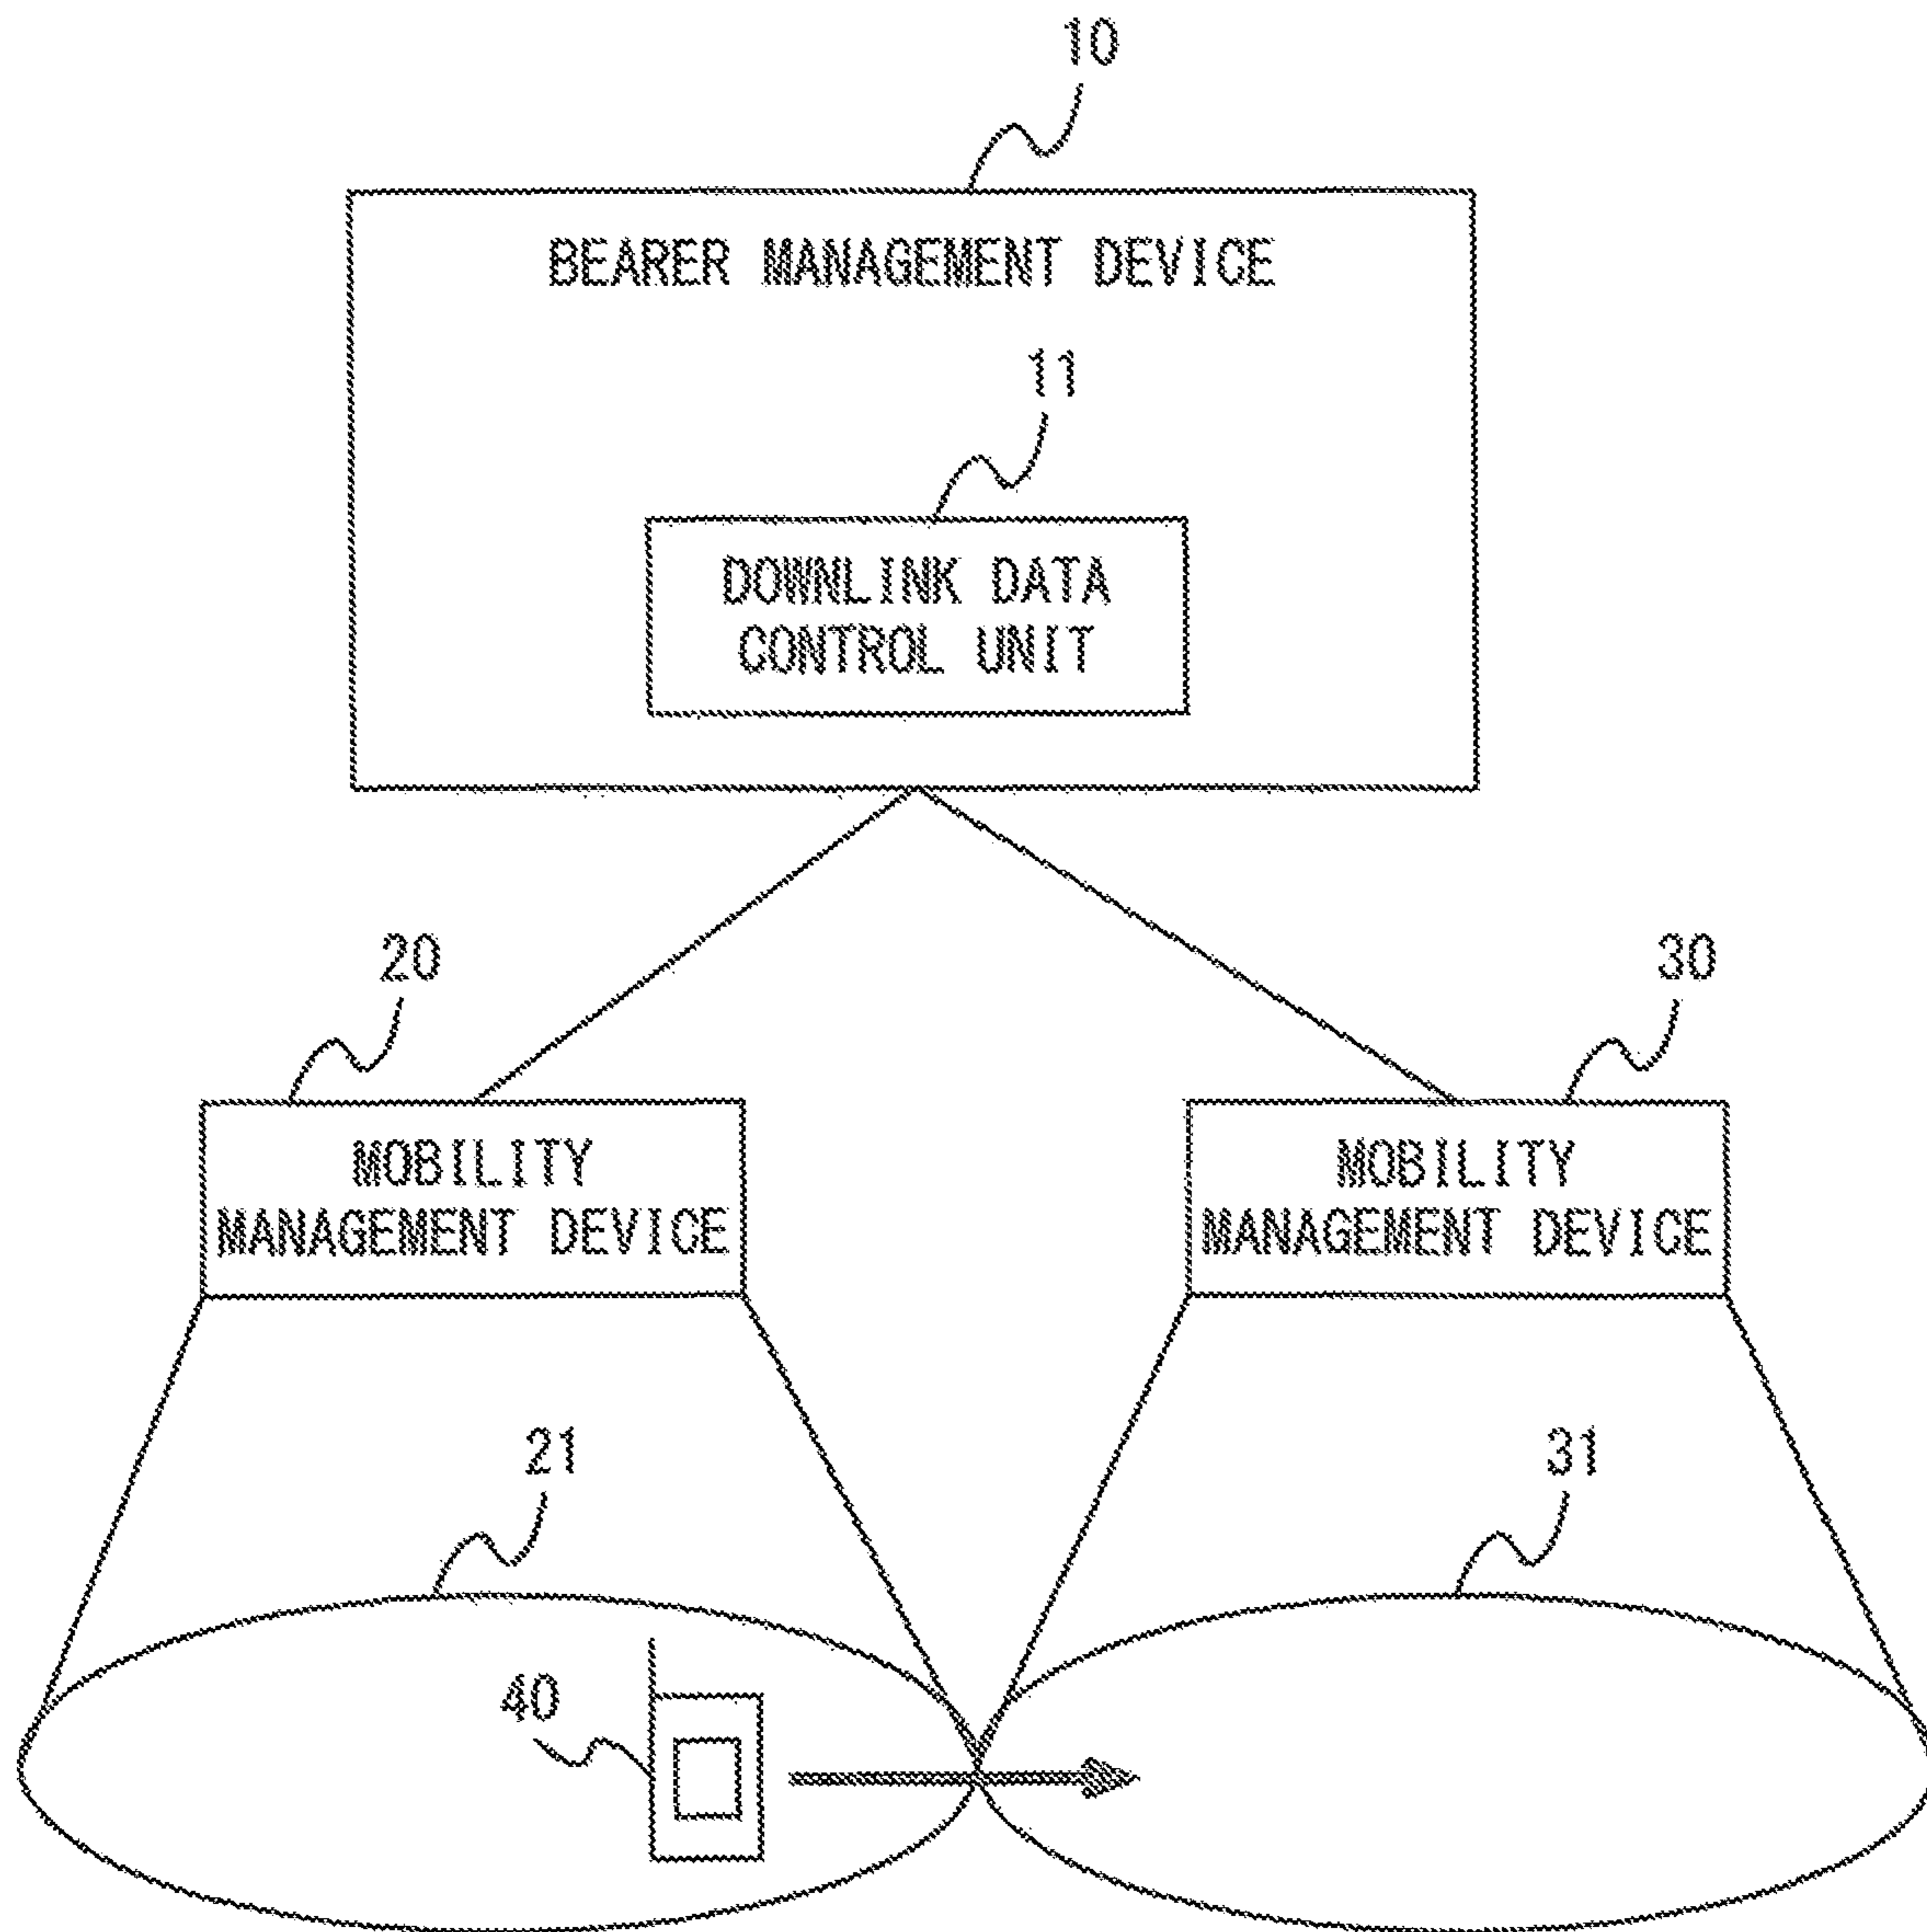 10
BEARER MANAGEMENT DEVICE
11
DOWNLINK DATA
CONTROL UNIT
20
30
MOBILITY
MANAGEMENT DEVICE
MOBILITY
MANAGEMENT DEVICE
21
31
40